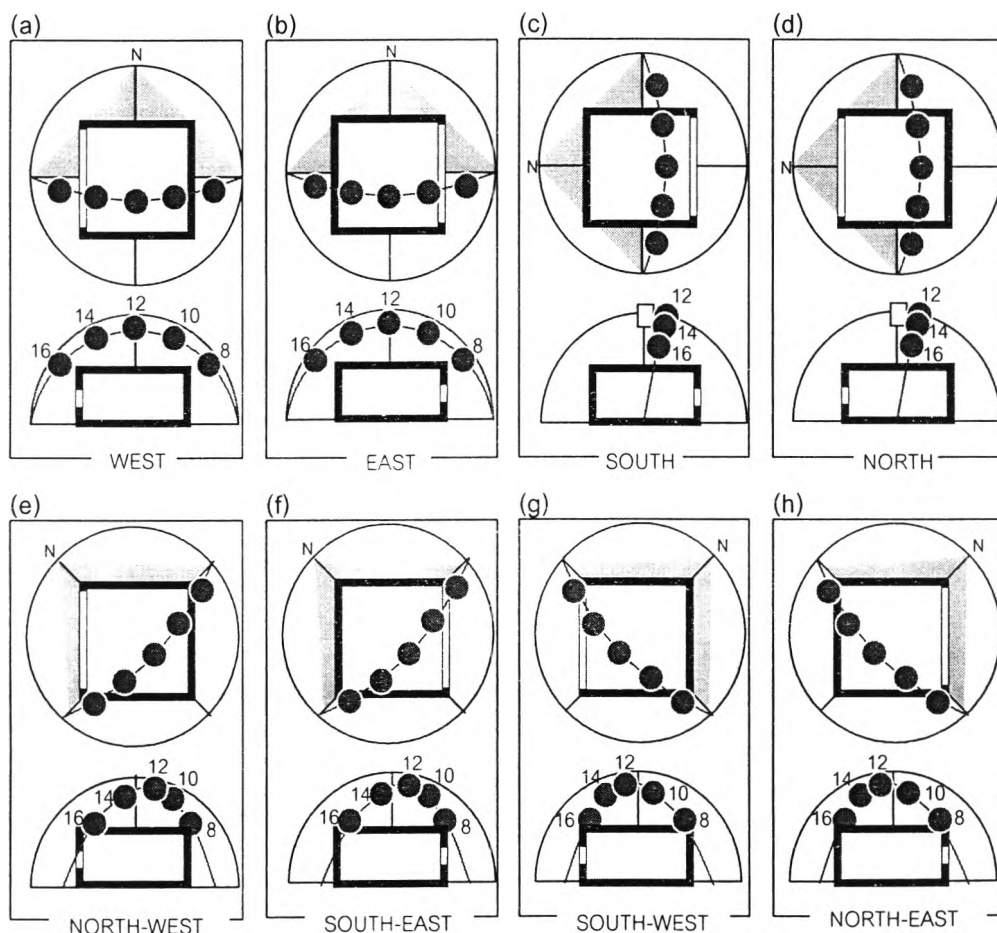 (a)
N
12
14
10
16
8
WEST
(b)
N
12
14
10
16
8
EAST
(c)
N
12
14
16
SOUTH
(d)
N
12
14
16
NORTH
(e)
N
12
10
14
16
8
NORTH-WEST
(f)
N
12
10
14
16
8
SOUTH-EAST
(g)
N
12
14
10
16
8
SOUTH-WEST
(h)
N
12
14
10
16
8
NORTH-EAST